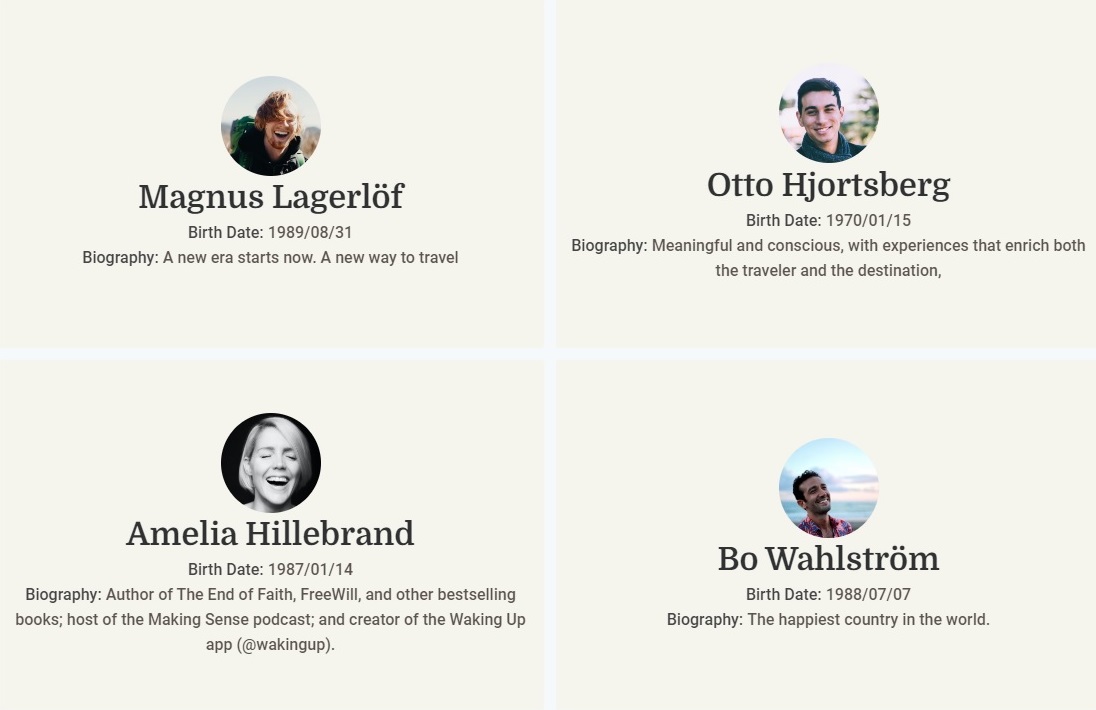 Magnus Lagerlöf
Birth Date: 1989/08/31
Biography: A new era starts now. A new way to travel
Otto Hjortsberg
Birth Date: 1970/01/15
Biography: Meaningful and conscious, with experiences that enrich both
the traveler and the destination,
Amelia Hillebrand
Birth Date: 1987/01/14
Biography: Author of The End of Faith, FreeWill, and other bestselling
books; host of the Making Sense podcast; and creator of the Waking Up
app (@wakingup).
Bo Wahlström
Birth Date: 1988/07/07
Biography: The happiest country in the world.